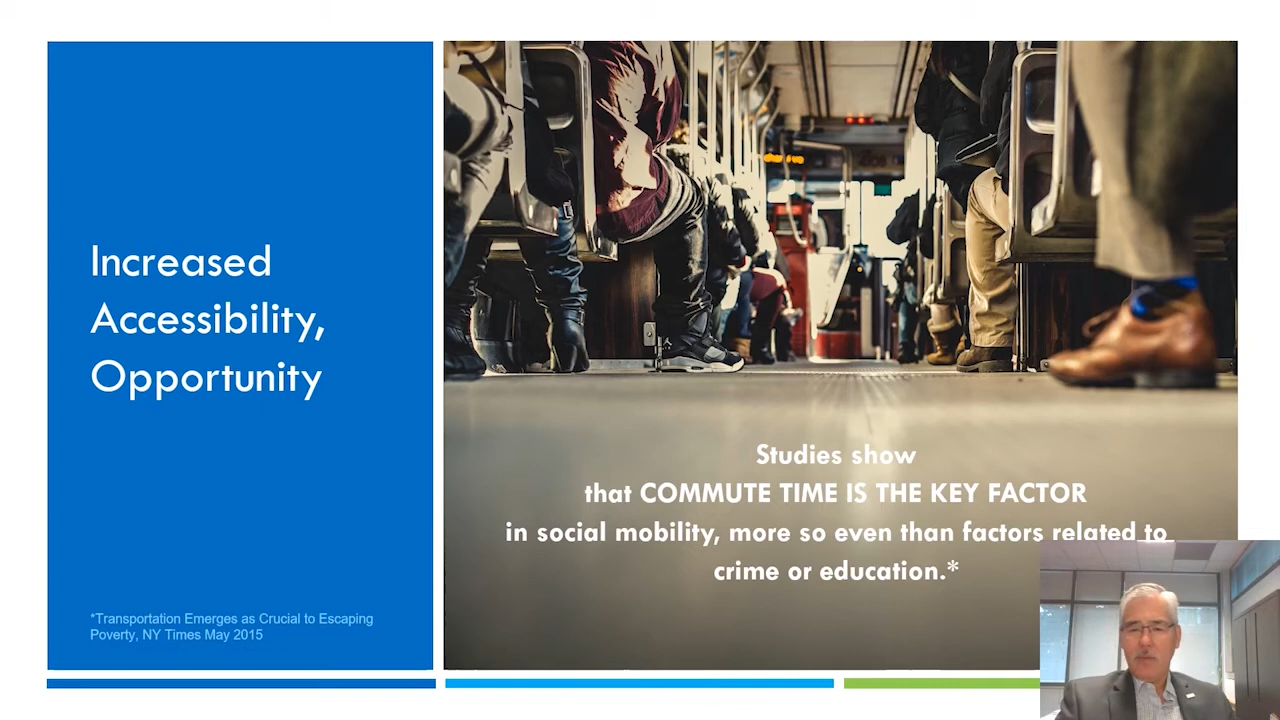 Increased
Accessibility,
Opportunity
*Transportation Emerges as Crucial to Escaping
Poverty, NY Times May 2015
Studies show
that COMMUTE TIME IS THE KEY FACTOR
in social mobility, more so even than factors related to
crime or education.*